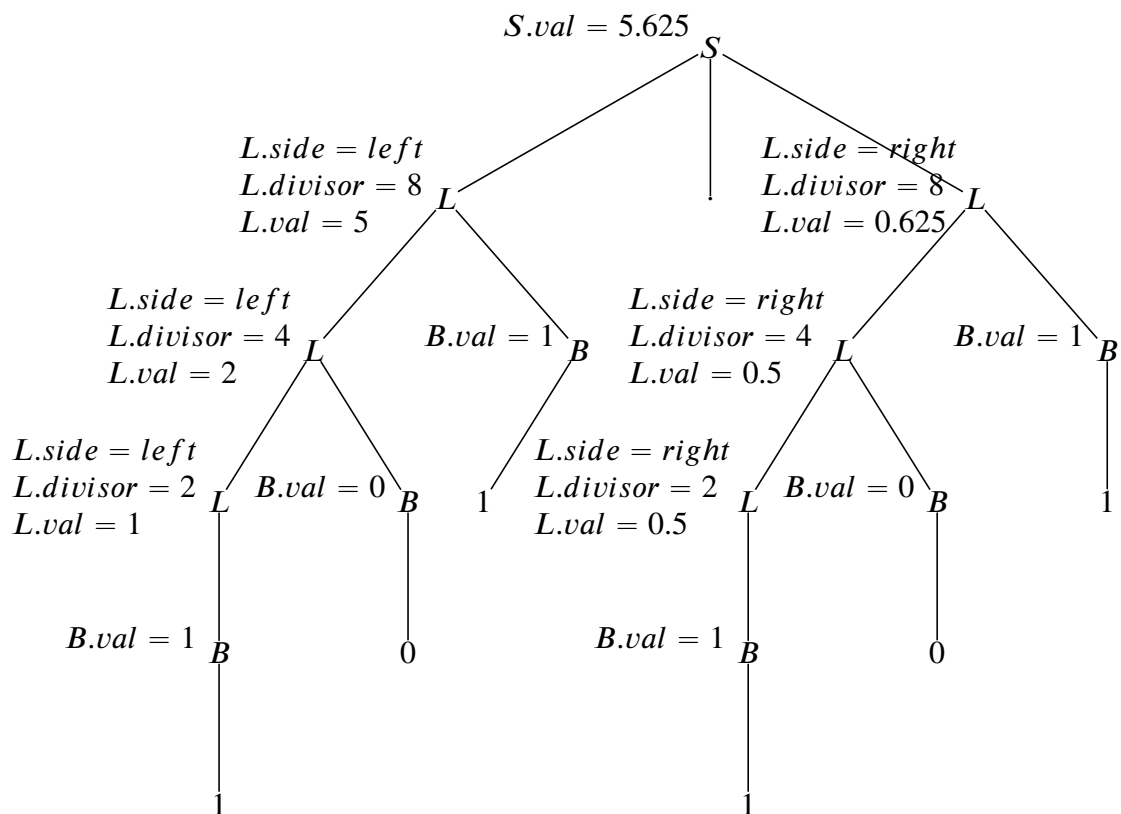 S.val = 5.625
S
L.side = left
L.divisor = 8
L.val = 5
L
.
L.side = right
L.divisor = 8
L.val = 0.625
L
L.side = left
L.divisor = 4
L.val = 2
L
B.val = 1
B
L.side = right
L.divisor = 4
L.val = 0.5
L
B.val = 1
B
L.side = left
L.divisor = 2
L.val = 1
L
B.val = 0
B
1
L.side = right
L.divisor = 2
L.val = 0.5
L
B.val = 0
B
1
B.val = 1
B
0
B.val = 1
B
0
1
1